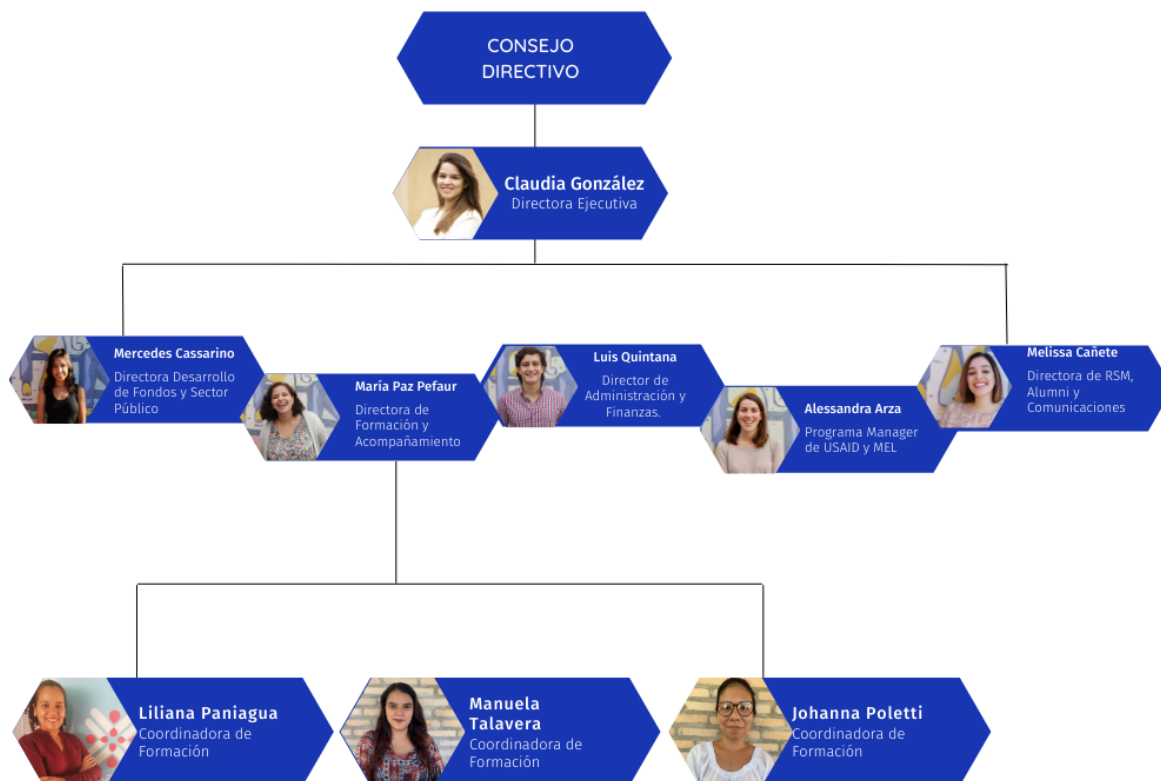 CONSEJO
DIRECTIVO
Claudia González
Directora Ejecutiva
Mercedes Cassarino
Directora Desarrollo
de Fondos y Sector
Público
María Paz Pefaur
Directora de
Formación y
Acompañamiento
Luis Quintana
Director de
Administración y
Finanzas.
Alessandra Arza
Programa Manager
de USAID y MEL
Melissa Cañete
Directora de RSM,
Alumni y
Comunicaciones
Liliana Paniagua
Coordinadora de
Formación
Manuela
Talavera
Coordinadora de
Formación
Johanna Poletti
Coordinadora de
Formación